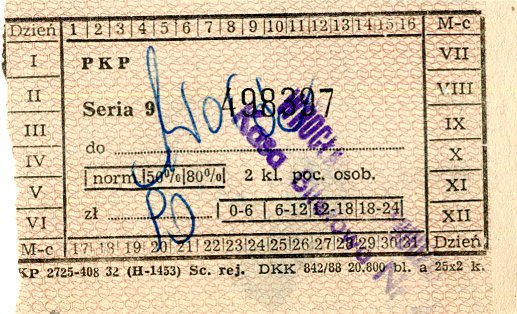 Dzień 1 2 3 4 5 6 7 8 9 10 11 12 13 14 15 16 M-c
I PKP VII
II Seria 9 498397 VIII
III do IX
IV norm 50% 80% 2 kl. poc. osob. X
V XI
VI zł 0-6 6-12 12-18 18-24 XII
M-c 17 18 19 20 21 22 23 24 25 26 27 28 29 30 31 Dzień
KP 2725-408 32 (H-1453) Sc. rej. DKK 842/88 20.800 bl. a 25x2 k.
Kasa